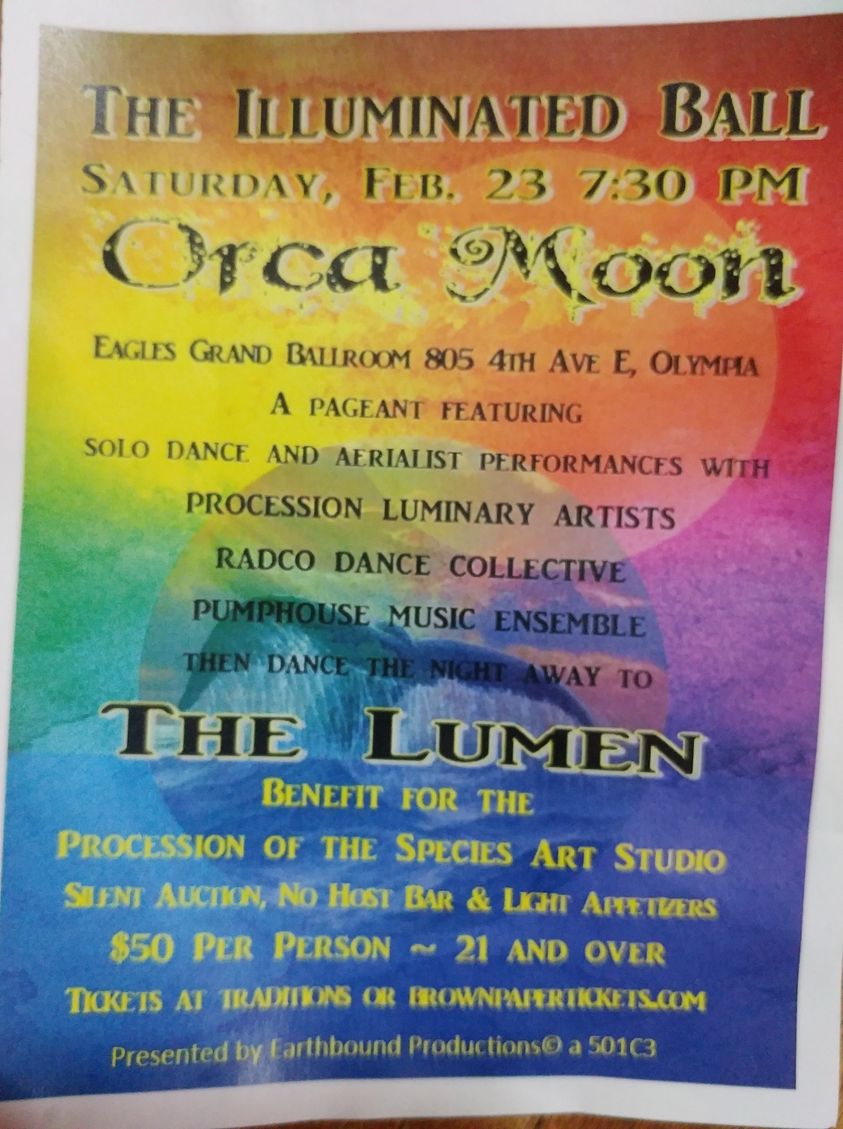 The Illuminated Ball
Saturday, Feb. 23 7:30 PM
Orca Moon
Eagles Grand Ballroom 805 4th Ave E, Olympia
A pageant featuring
solo dance and aerialist performances with
procession luminary artists
radco dance collective
pumphouse music ensemble
then dance the night away to
The Lumen
Benefit for the
Procession of the Species Art Studio
Silent Auction, No Host Bar & Light Appetizers
$50 Per Person ~ 21 and over
Tickets at traditions or brownpapertickets.com
Presented by Earthbound Productions© a 501C3